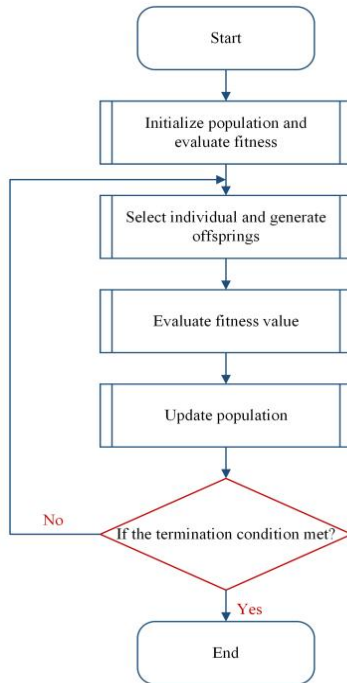 Start
Initialize population and
evaluate fitness
Select individual and generate
offsprings
Evaluate fitness value
Update population
If the termination condition met?
No
Yes
End